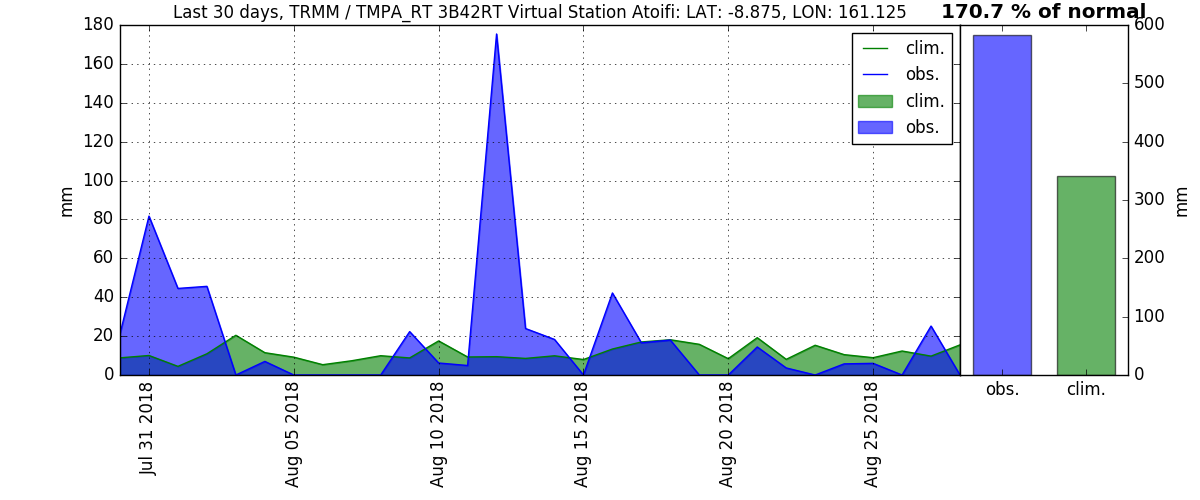 Last 30 days, TRMM / TMPA_RT 3B42RT Virtual Station Atoifi: LAT: -8.875, LON: 161.125
170.7 % of normal
180
160
140
120
100
80
60
40
20
0
mm
clim.
obs.
clim.
obs.
Jul 31 2018
Aug 05 2018
Aug 10 2018
Aug 15 2018
Aug 20 2018
Aug 25 2018
600
500
400
300
200
100
0
mm
obs.
clim.